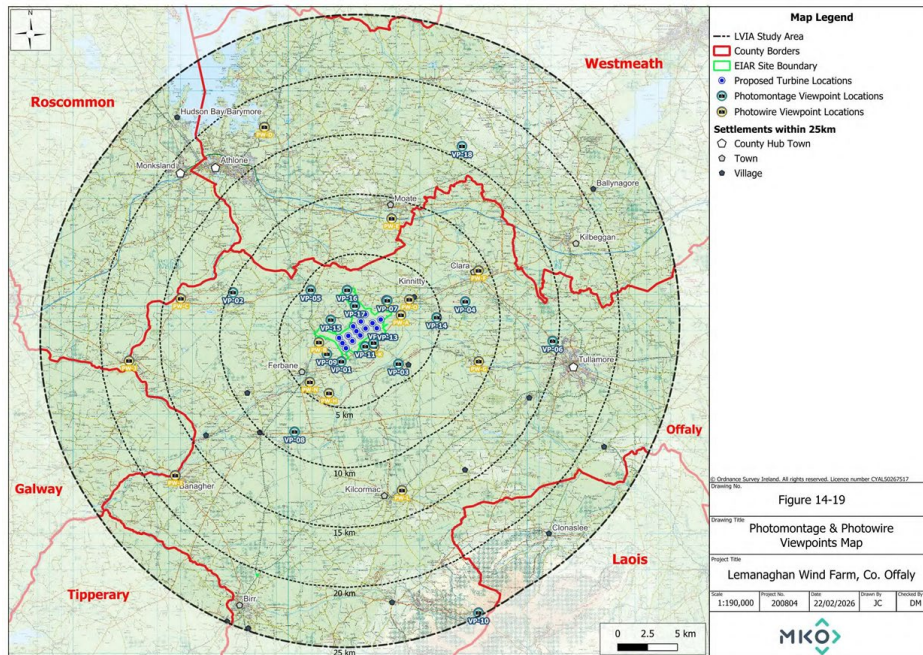 N
Roscommon
Westmeath
Hudson Bay/Barymore
Monksland
Athlone
VP-18
Ballynagore
Moate
Kilbeggan
Clara
Kinnitty
VP-02
VP-05
VP-16
VP-07
VP-04
VP-17
VP-15
VP-14
VP-13
VP-11
VP-06
VP-09
VP-01
VP-03
Ferbane
Tullamore
5 km
VP-08
Offaly
10 km
Galway
Banagher
Kilcormac
Clonaslee
15 km
Laois
Tipperary
20 km
Birr
VP-10
25 km
0 2.5 5 km
Map Legend
LVIA Study Area
County Borders
EIAR Site Boundary
Proposed Turbine Locations
Photomontage Viewpoint Locations
Photowire Viewpoint Locations
Settlements within 25km
County Hub Town
Town
Village
© Ordnance Survey Ireland. All rights reserved. Licence number CYAL50267517
Drawing No.
Figure 14-19
Drawing Title
Photomontage & Photowire
Viewpoints Map
Project Title
Lemanaghan Wind Farm, Co. Offaly
Scale Project No. Date Drawn By Checked By
1:190,000 200804 22/02/2026 JC DM
MKO